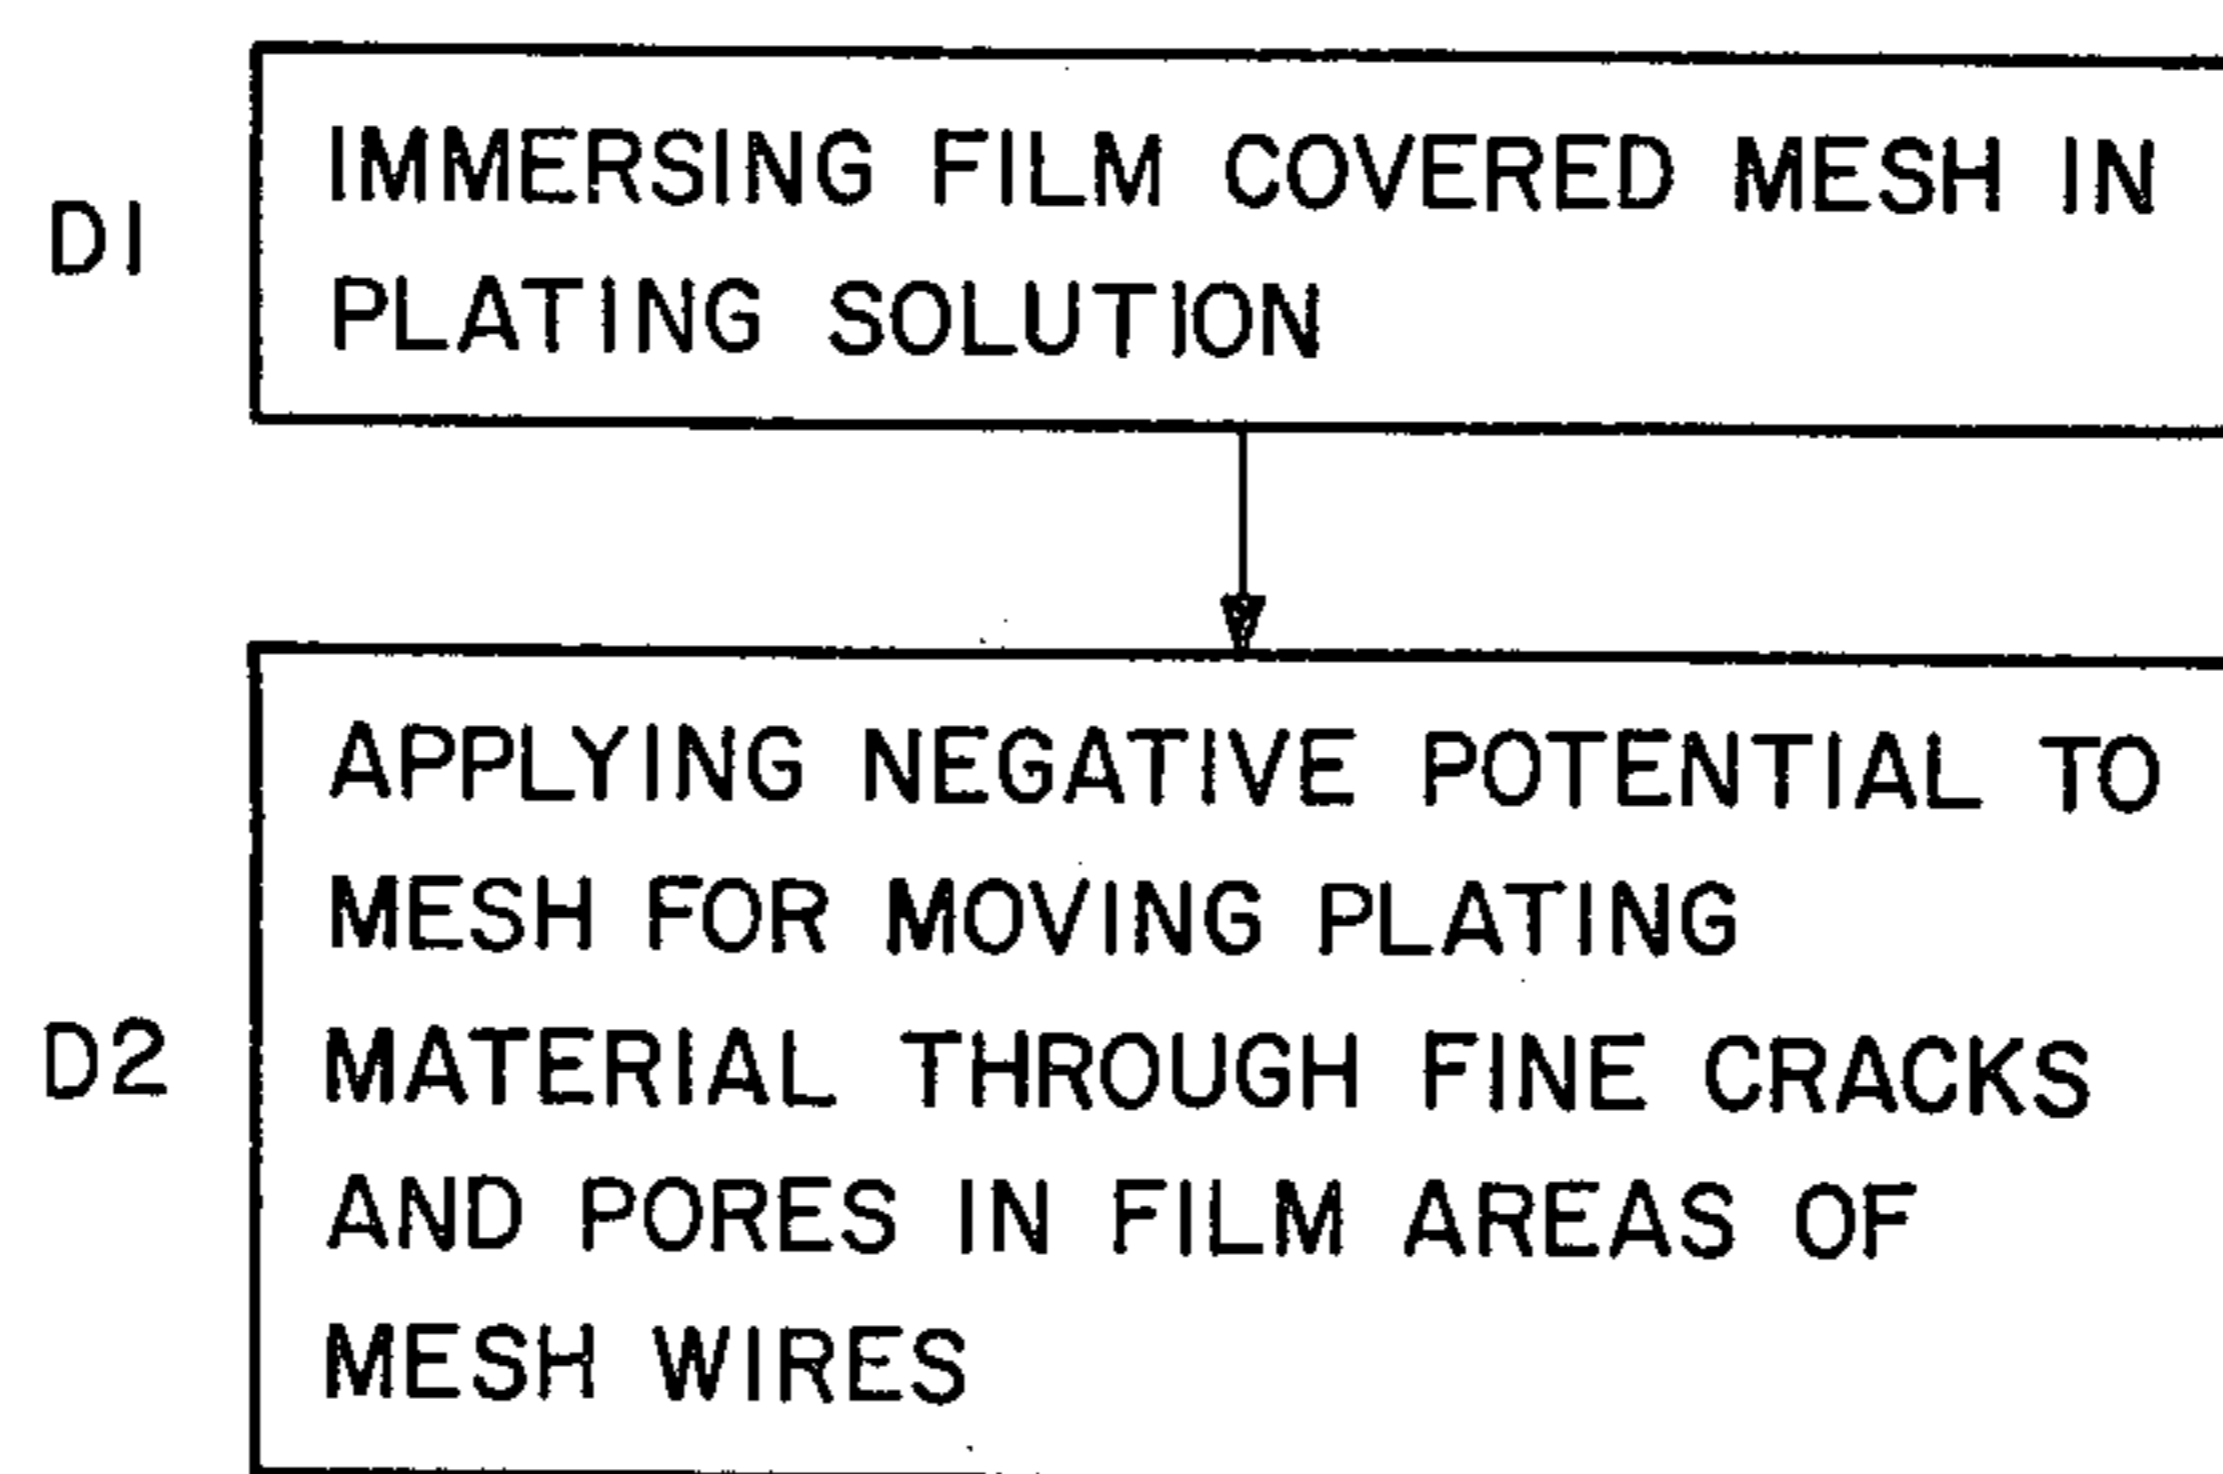 D1
IMMERSING FILM COVERED MESH IN
PLATING SOLUTION
D2
APPLYING NEGATIVE POTENTIAL TO
MESH FOR MOVING PLATING
MATERIAL THROUGH FINE CRACKS
AND PORES IN FILM AREAS OF
MESH WIRES